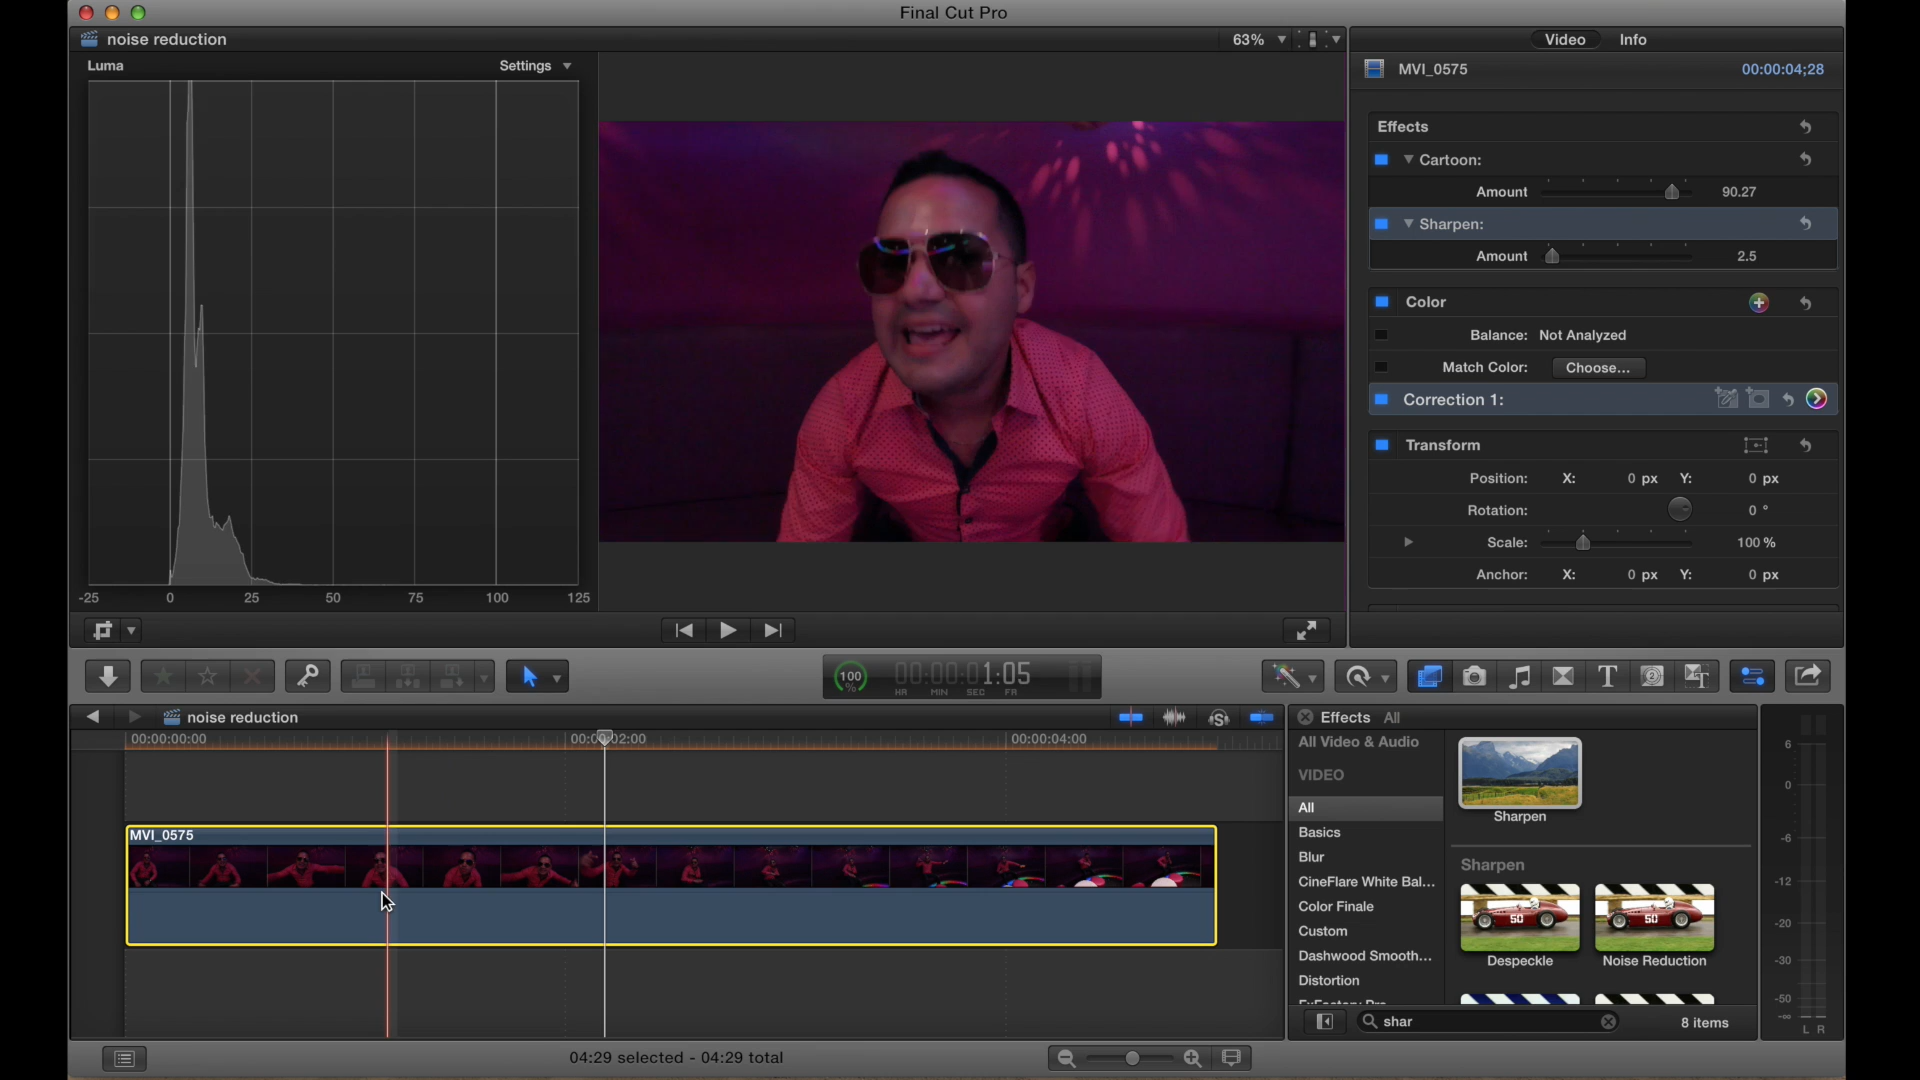 Final Cut Pro
noise reduction
63%
Video
Info
Luma
Settings
MVI_0575
00:00:04;28
Effects
Cartoon:
Amount
90.27
Sharpen:
Amount
2.5
Color
Balance: Not Analyzed
Match Color: Choose...
Correction 1:
Transform
Position: X: 0 px Y: 0 px
Rotation: 0 °
Scale: 100 %
Anchor: X: 0 px Y: 0 px
-25 0 25 50 75 100 125
100 %
00:00:01:05
HR MIN SEC FR
noise reduction
Effects All
00:00:00:00
00:00:02:00
00:00:04:00
MVI_0575
All Video & Audio
VIDEO
All
Basics
Blur
CineFlare White Bal...
Color Finale
Custom
Dashwood Smooth...
Distortion
Sharpen
Sharpen
50
50
Despeckle
Noise Reduction
shar
8 items
6
0
-6
-12
-20
-30
-50
-∞
L R
04:29 selected - 04:29 total